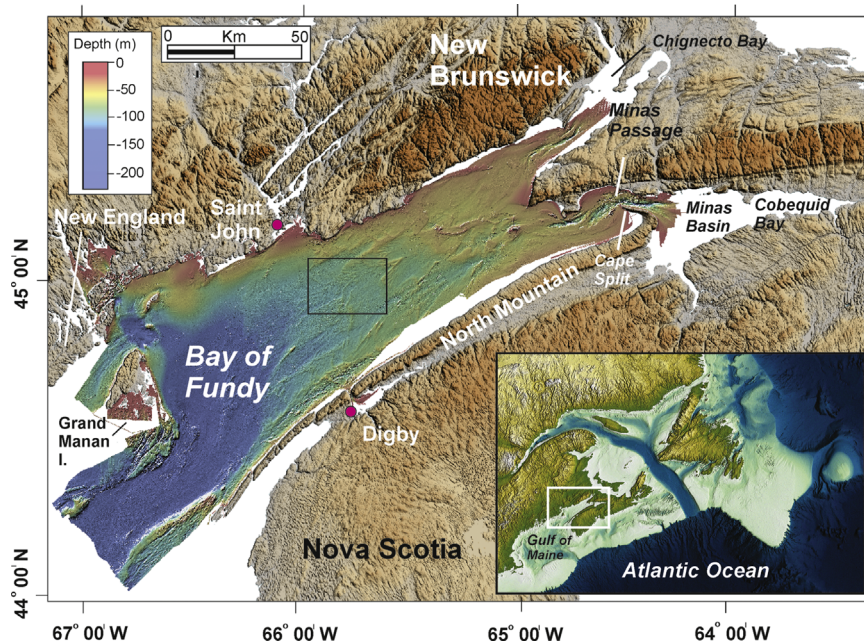 Depth (m)
0
-50
-100
-150
-200
0 Km 50
New
Brunswick
Chignecto Bay
Minas
Passage
New England
Saint
John
Minas
Basin
Cobequid
Bay
Cape
Split
North Mountain
Bay of
Fundy
Grand
Manan
I.
Digby
Nova Scotia
Gulf of
Maine
Atlantic Ocean
45° 00' N
44° 00' N
67° 00' W
66° 00' W
65° 00' W
64° 00' W